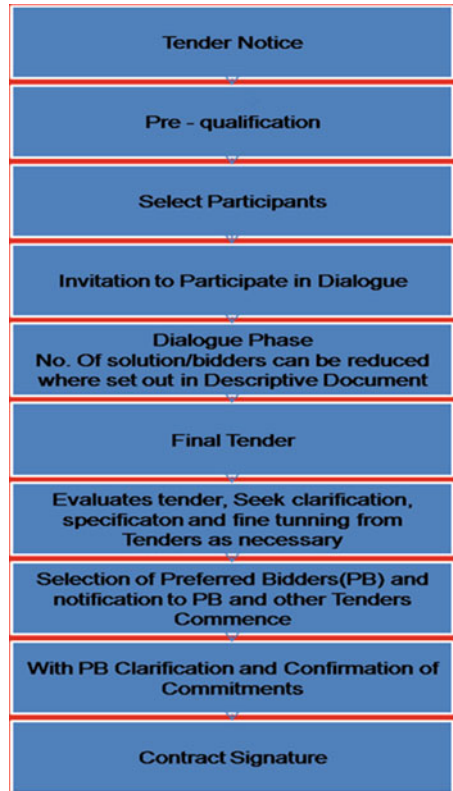 Tender Notice
Pre - qualification
Select Participants
Invitation to Participate in Dialogue
Dialogue Phase
No. Of solution/bidders can be reduced
where set out in Descriptive Document
Final Tender
Evaluates tender, Seek clarification,
specificaton and fine tunning from
Tenders as necessary
Selection of Preferred Bidders(PB) and
notification to PB and other Tenders
Commence
With PB Clarification and Confirmation of
Commitments
Contract Signature